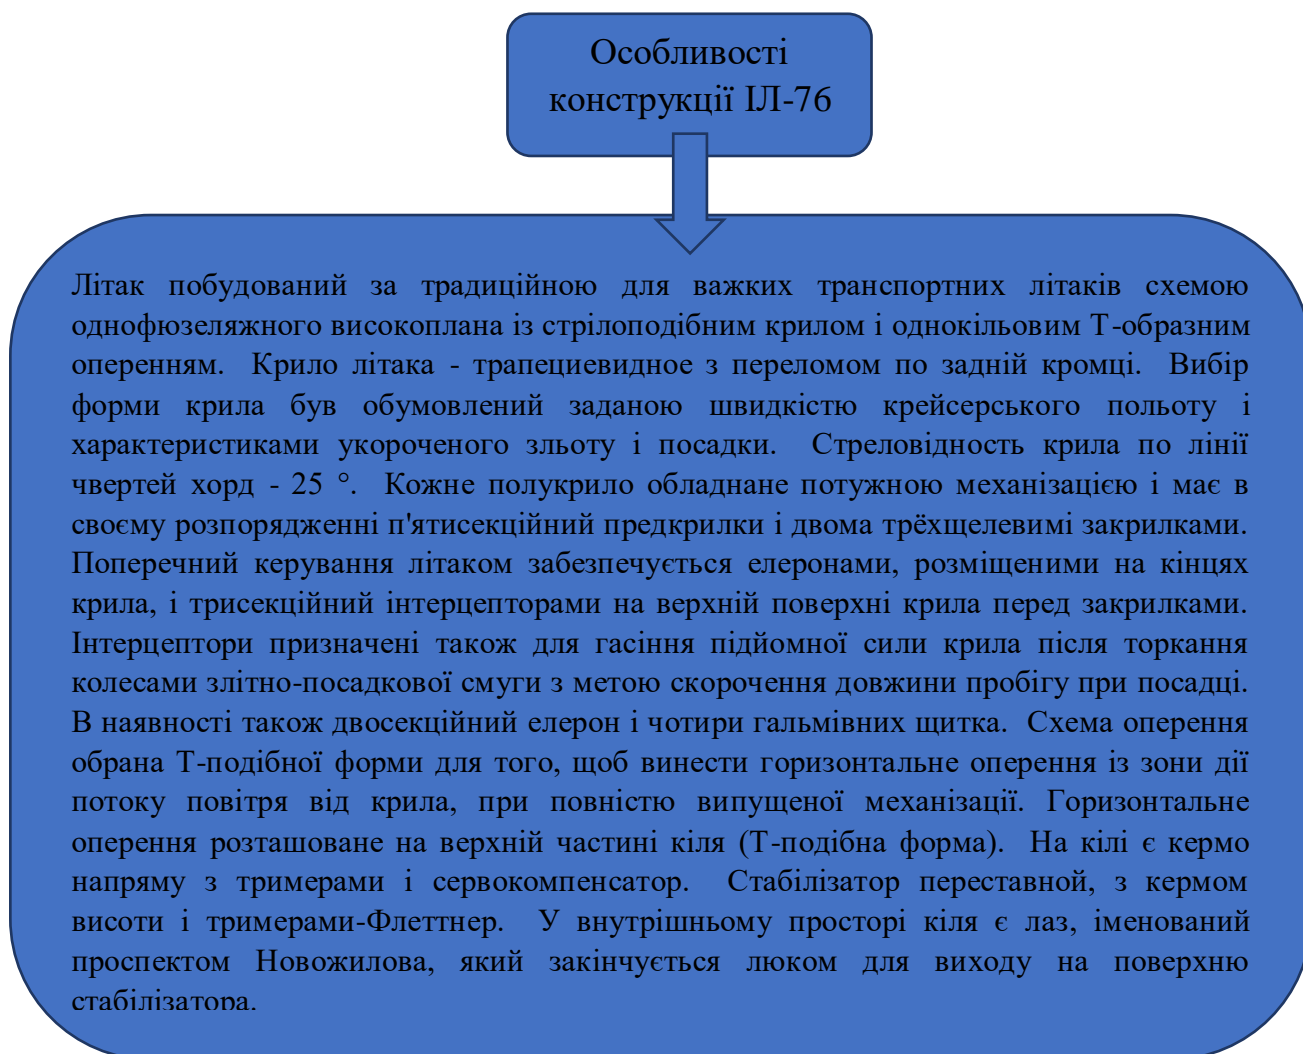 Особливості
конструкції ІЛ-76
Літак побудований за традиційною для важких транспортних літаків схемою
однофюзеляжного високоплана із стрілоподібним крилом і однокільовим Т-образним
оперенням. Крило літака - трапециевидное з переломом по задній кромці. Вибір
форми крила був обумовлений заданою швидкістю крейсерського польоту і
характеристиками укороченого зльоту і посадки. Стреловідность крила по лінії
чвертей хорд - 25 °. Кожне полукрило обладнане потужною механізацією і має в
своєму розпорядженні п'ятисекційний предкрилки і двома трёхщелевимі закрилками.
Поперечний керування літаком забезпечується елеронами, розміщеними на кінцях
крила, і трисекційний інтерцепторами на верхній поверхні крила перед закрилками.
Інтерцептори призначені також для гасіння підйомної сили крила після торкання
колесами злітно-посадкової смуги з метою скорочення довжини пробігу при посадці.
В наявності також двосекційний елерон і чотири гальмівних щитка. Схема оперення
обрана Т-подібної форми для того, щоб винести горизонтальне оперення із зони дії
потоку повітря від крила, при повністю випущеної механізації. Горизонтальне
оперення розташоване на верхній частині кіля (Т-подібна форма). На кілі є кермо
напряму з тримерами і сервокомпенсатор. Стабілізатор переставной, з кермом
висоти і тримерами-Флеттнер. У внутрішньому просторі кіля є лаз, іменований
проспектом Новожилова, який закінчується люком для виходу на поверхню
стабілізатора.